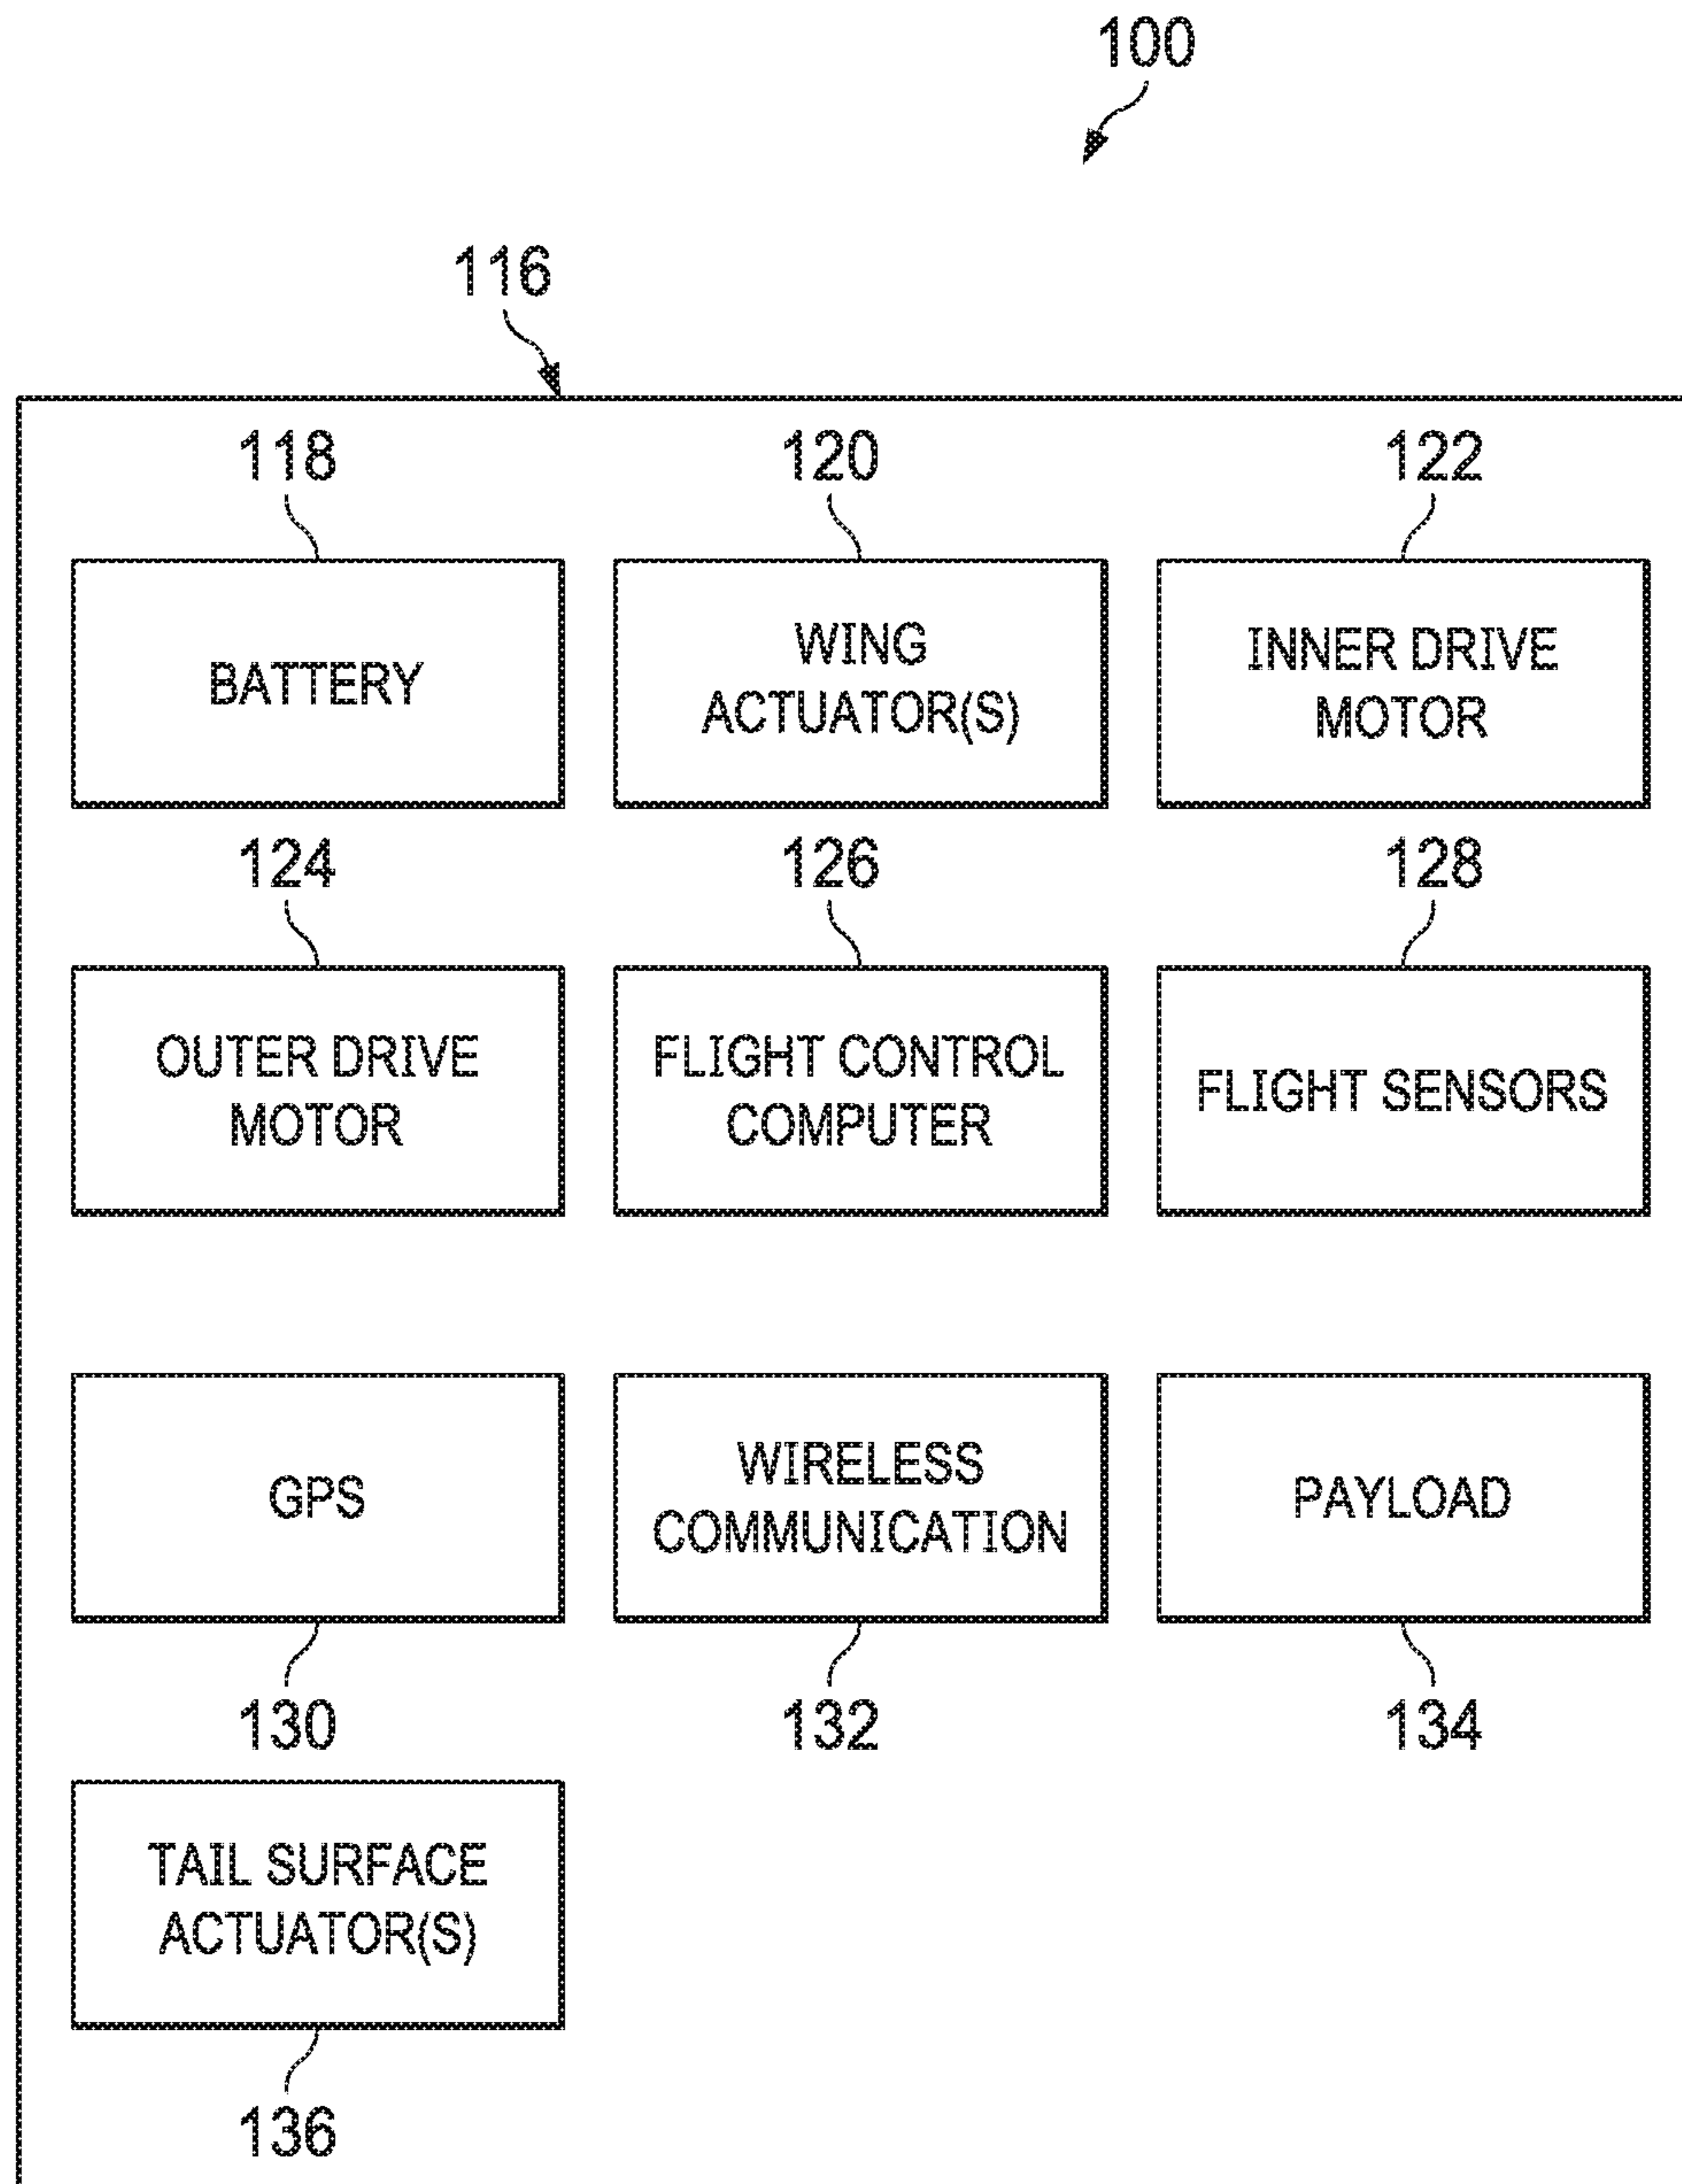 100
116
118
120
122
BATTERY
WING
ACTUATOR(S)
INNER DRIVE
MOTOR
124
126
128
OUTER DRIVE
MOTOR
FLIGHT CONTROL
COMPUTER
FLIGHT SENSORS
GPS
WIRELESS
COMMUNICATION
PAYLOAD
130
132
134
TAIL SURFACE
ACTUATOR(S)
136